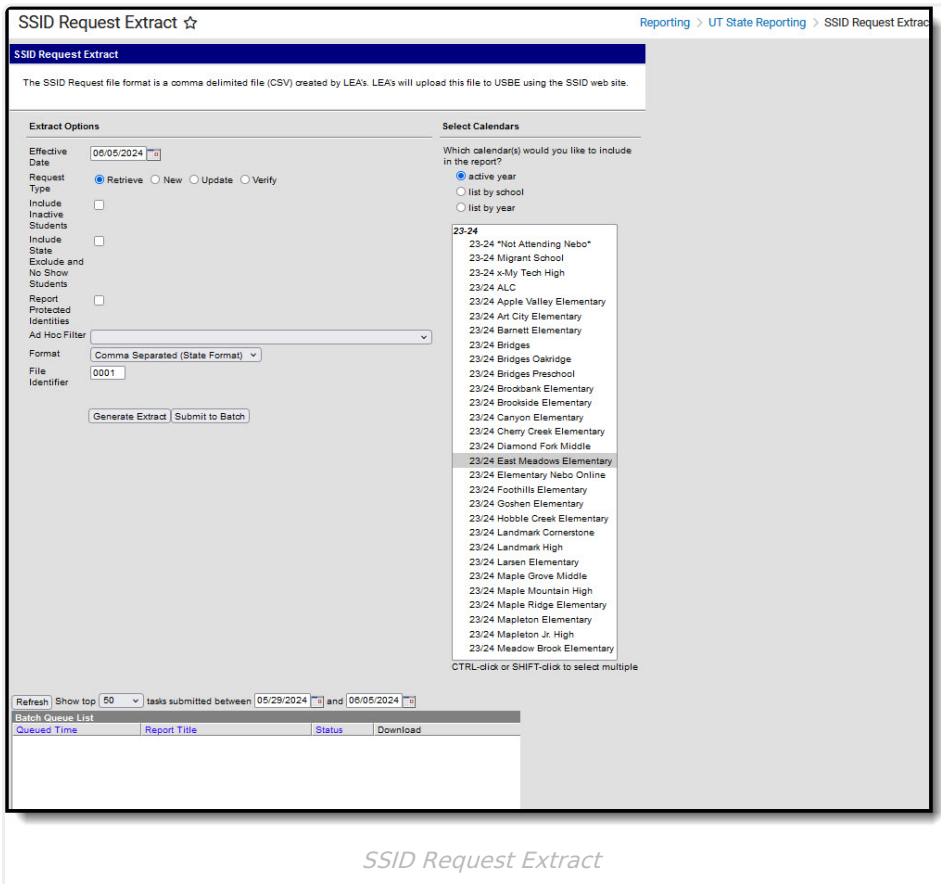 SSID Request Extract ☆
Reporting > UT State Reporting > SSID Request Extrac
SSID Request Extract
The SSID Request file format is a comma delimited file (CSV) created by LEA's. LEA's will upload this file to USBE using the SSID web site.
Extract Options
Effective
Date
06/05/2024
Request
Type
Retrieve New Update Verify
Include
Inactive
Students
Include
State
Exclude and
No Show
Students
Report
Protected
Identities
Ad Hoc Filter
Format
Comma Separated (State Format)
File
Identifier
0001
Generate Extract Submit to Batch
Select Calendars
Which calendar(s) would you like to include
in the report?
active year
list by school
list by year
23-24
23-24 *Not Attending Nebo*
23-24 Migrant School
23-24 x-My Tech High
23/24 ALC
23/24 Apple Valley Elementary
23/24 Art City Elementary
23/24 Barnett Elementary
23/24 Bridges
23/24 Bridges Oakridge
23/24 Bridges Preschool
23/24 Brockbank Elementary
23/24 Brookside Elementary
23/24 Canyon Elementary
23/24 Cherry Creek Elementary
23/24 Diamond Fork Middle
23/24 East Meadows Elementary
23/24 Elementary Nebo Online
23/24 Foothills Elementary
23/24 Goshen Elementary
23/24 Hobble Creek Elementary
23/24 Landmark Cornerstone
23/24 Landmark High
23/24 Larsen Elementary
23/24 Maple Grove Middle
23/24 Maple Mountain High
23/24 Maple Ridge Elementary
23/24 Mapleton Elementary
23/24 Mapleton Jr. High
23/24 Meadow Brook Elementary
CTRL-click or SHIFT-click to select multiple
Refresh Show top 50 tasks submitted between 05/29/2024 and 06/05/2024
Batch Queue List
Queued Time Report Title Status Download
SSID Request Extract